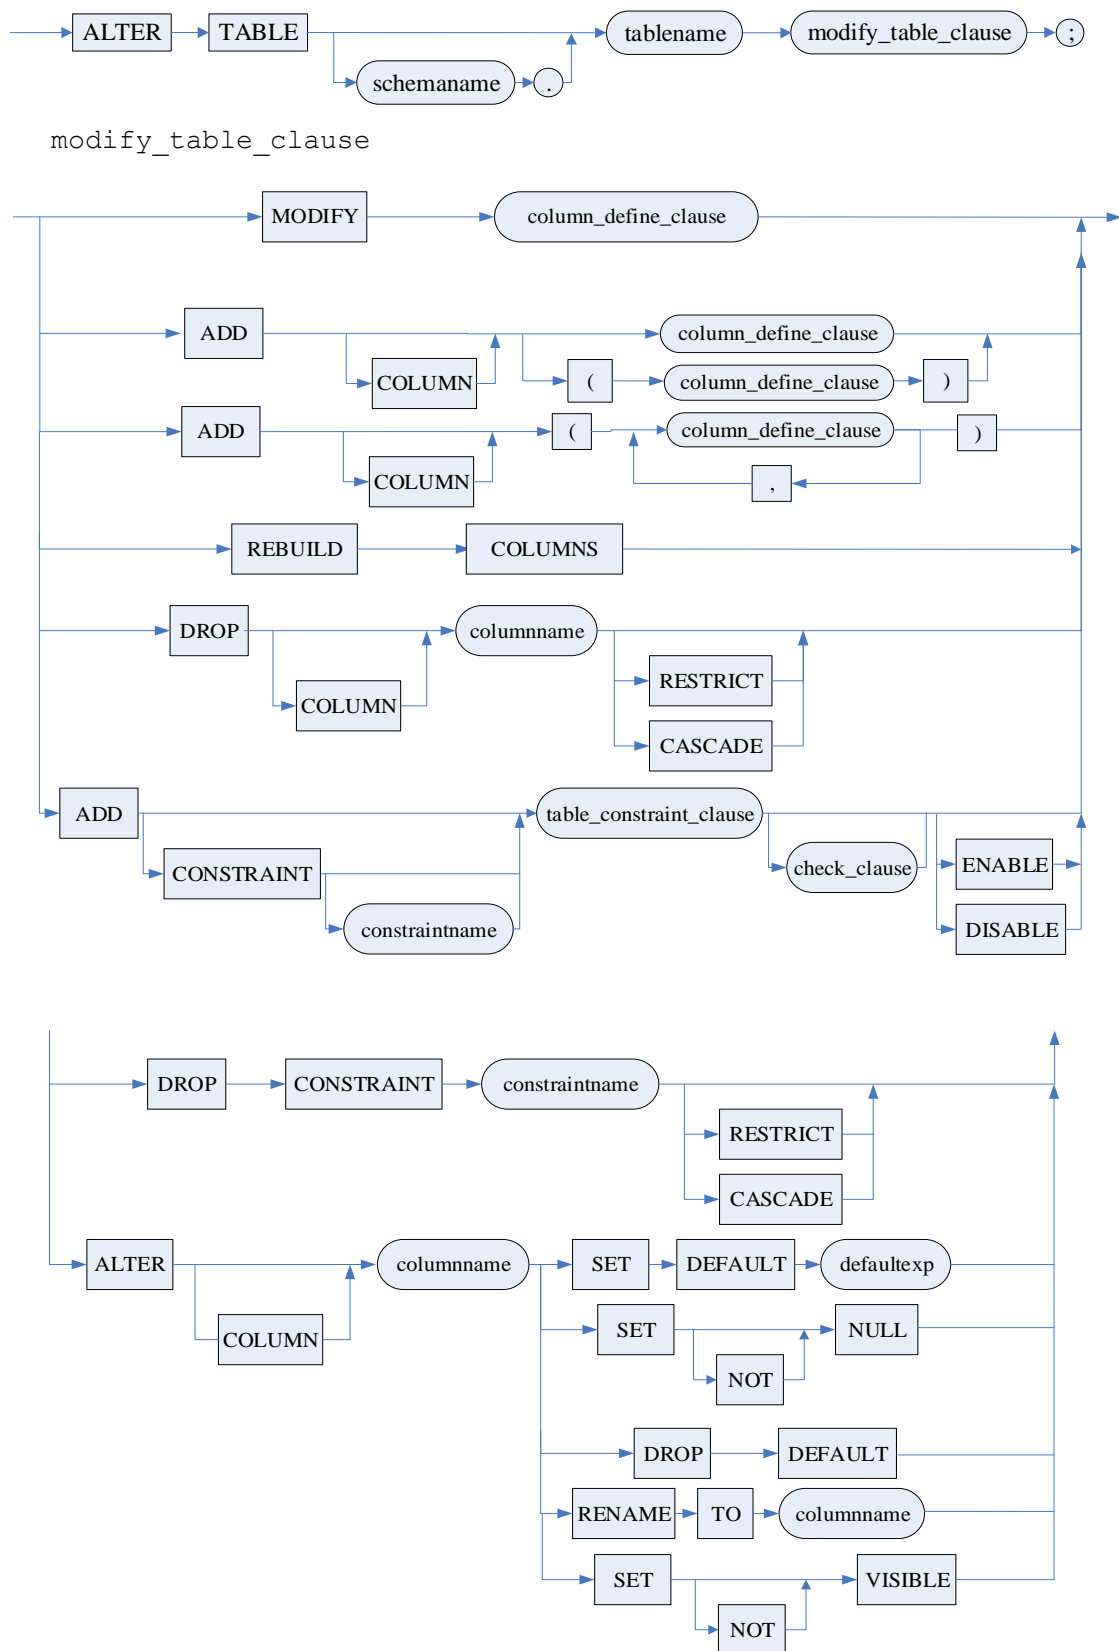 ALTER TABLE tablename modify_table_clause ;
schemaname .
modify_table_clause
MODIFY column_define_clause
ADD column_define_clause
COLUMN ( column_define_clause )
ADD ( column_define_clause )
COLUMN ,
REBUILD COLUMNS
DROP columnname
COLUMN RESTRICT
CASCADE
ADD table_constraint_clause
CONSTRAINT check_clause ENABLE
constraintname DISABLE
DROP CONSTRAINT constraintname
RESTRICT
CASCADE
ALTER columnname SET DEFAULT defaultexp
COLUMN SET NULL
NOT
DROP DEFAULT
RENAME TO columnname
SET VISIBLE
NOT